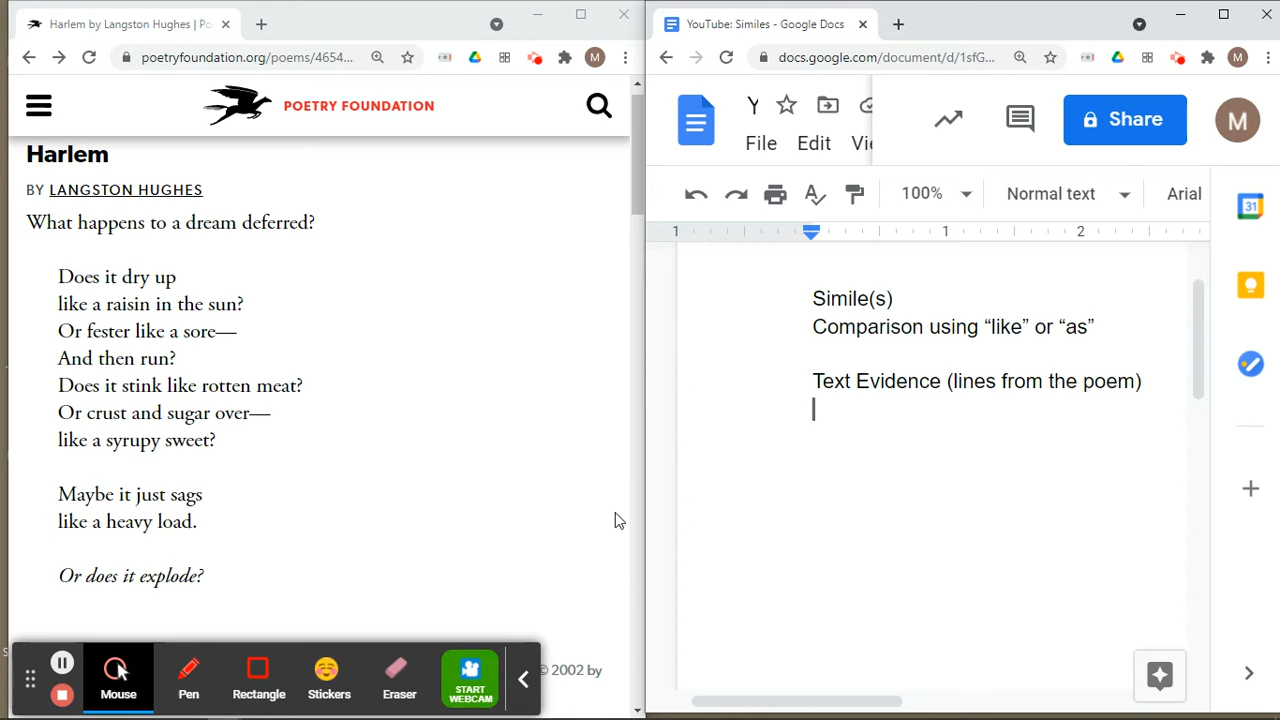 Harlem by Langston Hughes | Po
poetryfoundation.org/poems/4654...
M
POETRY FOUNDATION
Harlem
BY LANGSTON HUGHES
What happens to a dream deferred?
Does it dry up
like a raisin in the sun?
Or fester like a sore—
And then run?
Does it stink like rotten meat?
Or crust and sugar over—
like a syrupy sweet?
Maybe it just sags
like a heavy load.
Or does it explode?
© 2002 by
Mouse
Pen
Rectangle
Stickers
Eraser
START
WEBCAM
YouTube: Similes - Google Docs
docs.google.com/document/d/1sfG...
M
Y
File Edit Vi
Share
M
100% Normal text Arial
31
1 1 2
Simile(s)
Comparison using “like” or “as”
Text Evidence (lines from the poem)